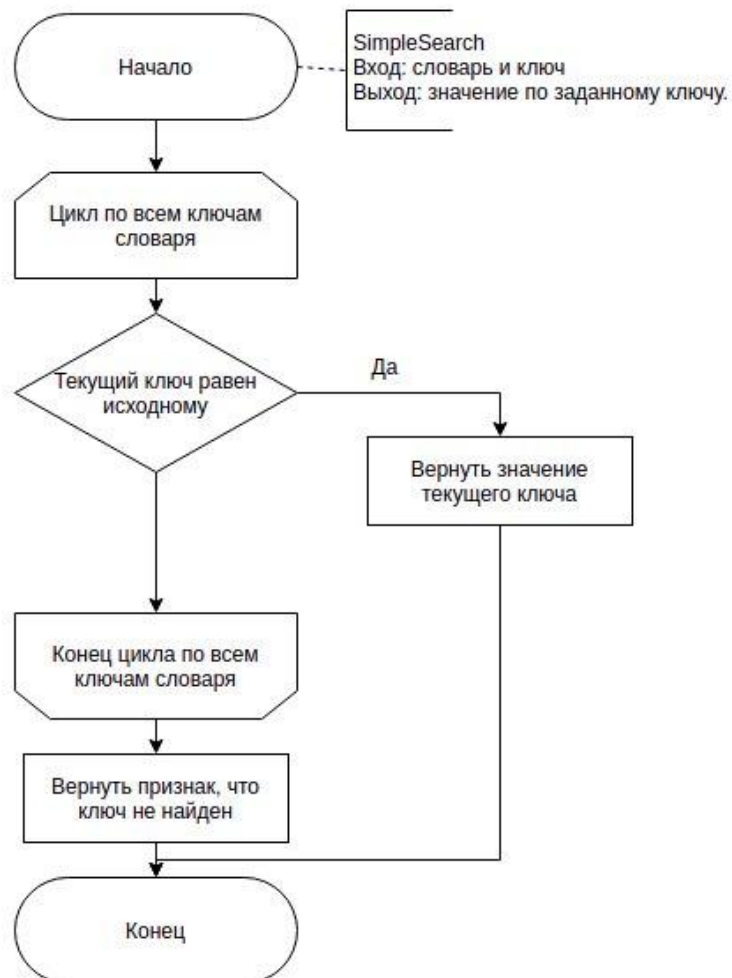 Начало
SimpleSearch
Вход: словарь и ключ
Выход: значение по заданному ключу.
Цикл по всем ключам
словаря
Текущий ключ равен
исходному
Да
Вернуть значение
текущего ключа
Конец цикла по всем
ключам словаря
Вернуть признак, что
ключ не найден
Конец